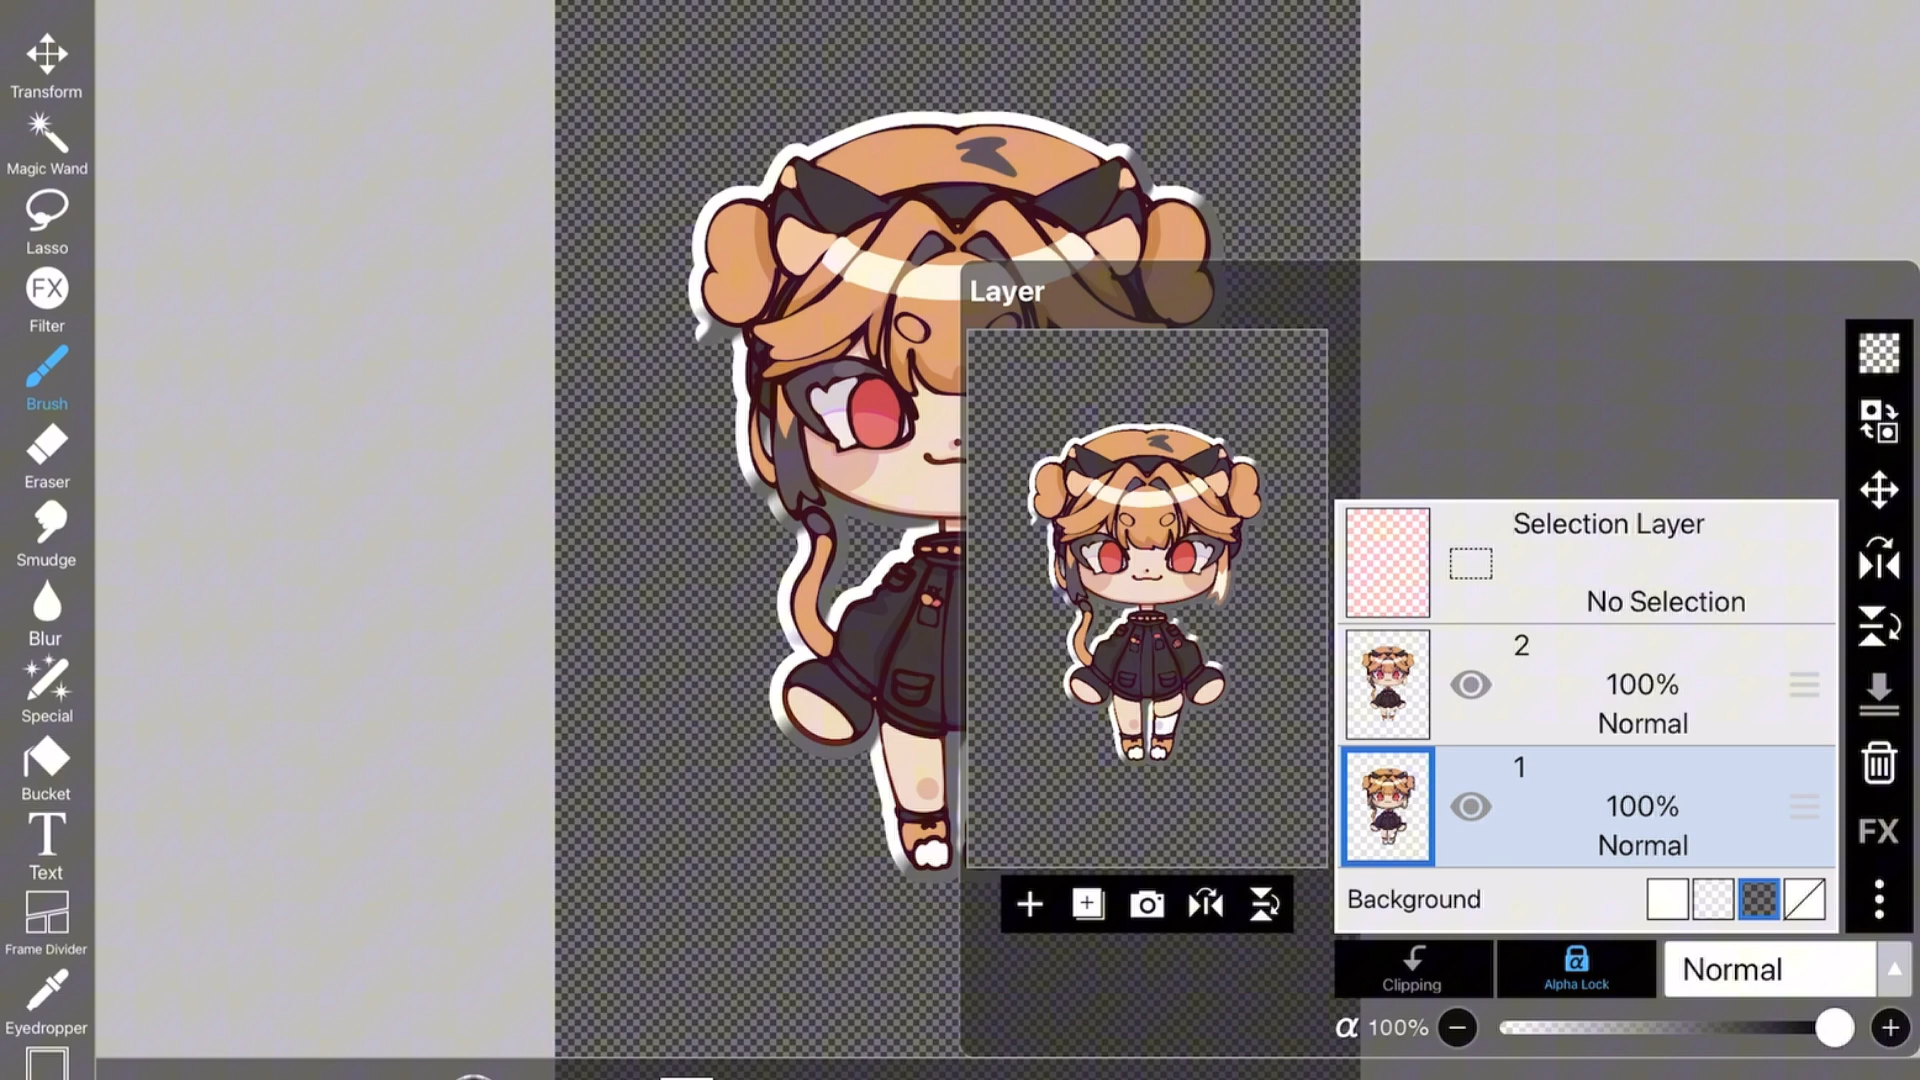 Transform
Magic Wand
Lasso
FX
Filter
Brush
Eraser
Smudge
Blur
Special
Bucket
T
Text
Frame Divider
Eyedropper
Layer
Selection Layer
No Selection
2
100%
Normal
1
100%
Normal
Background
FX
Clipping
α
Alpha Lock
Normal
α 100%